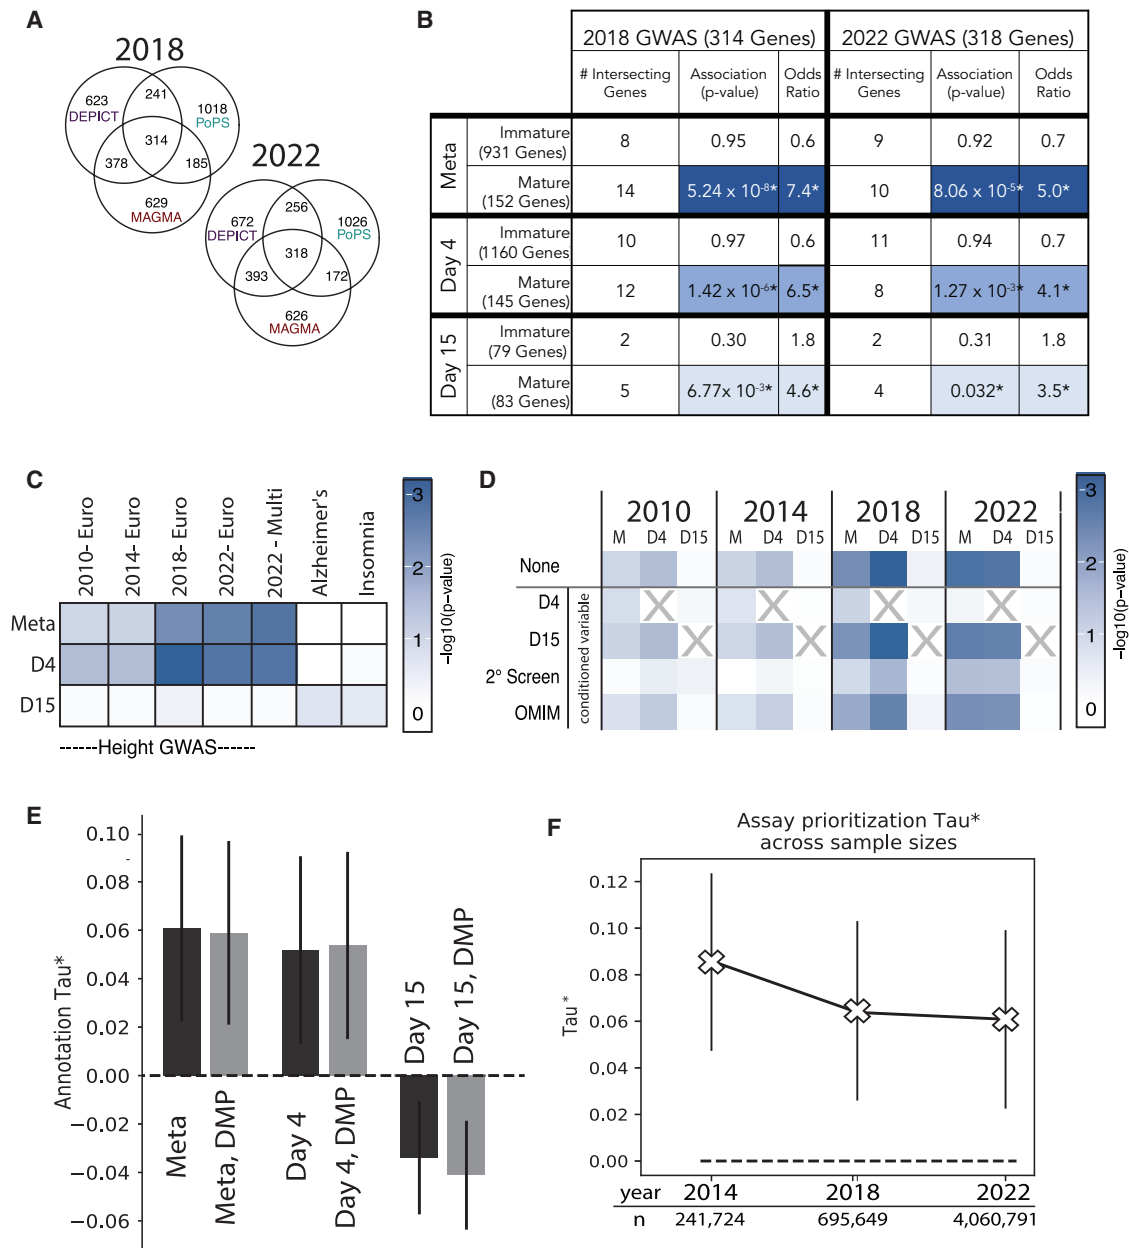 A
2018
623
DEPICT
241
1018
PoPS
314
378
185
629
MAGMA
2022
672
DEPICT
256
1026
PoPS
318
393
172
626
MAGMA
B
2018 GWAS (314 Genes)
2022 GWAS (318 Genes)
# Intersecting Genes
Association (p-value)
Odds Ratio
# Intersecting Genes
Association (p-value)
Odds Ratio
Meta
Immature (931 Genes) 8 0.95 0.6 9 0.92 0.7
Mature (152 Genes) 14 5.24 x 10-8* 7.4* 10 8.06 x 10-5* 5.0*
Day 4
Immature (1160 Genes) 10 0.97 0.6 11 0.94 0.7
Mature (145 Genes) 12 1.42 x 10-6* 6.5* 8 1.27 x 10-3* 4.1*
Day 15
Immature (79 Genes) 2 0.30 1.8 2 0.31 1.8
Mature (83 Genes) 5 6.77x 10-3* 4.6* 4 0.032* 3.5*
C
2010- Euro
2014- Euro
2018- Euro
2022- Euro
2022 - Multi
Alzheimer's
Insomnia
Meta
D4
D15
------Height GWAS------
3
2
1
0
-log10(p-value)
D
2010 2014 2018 2022
M D4 D15 M D4 D15 M D4 D15 M D4 D15
None
D4
D15
2° Screen
OMIM
conditioned variable
X X X X
X X X X
3
2
1
0
-log10(p-value)
E
Annotation Tau*
0.10
0.08
0.06
0.04
0.02
0.00
−0.02
−0.04
−0.06
Meta
Meta, DMP
Day 4
Day 4, DMP
Day 15
Day 15, DMP
F
Assay prioritization Tau*
across sample sizes
Tau*
0.12
0.10
0.08
0.06
0.04
0.02
0.00
year 2014 2018 2022
n 241,724 695,649 4,060,791